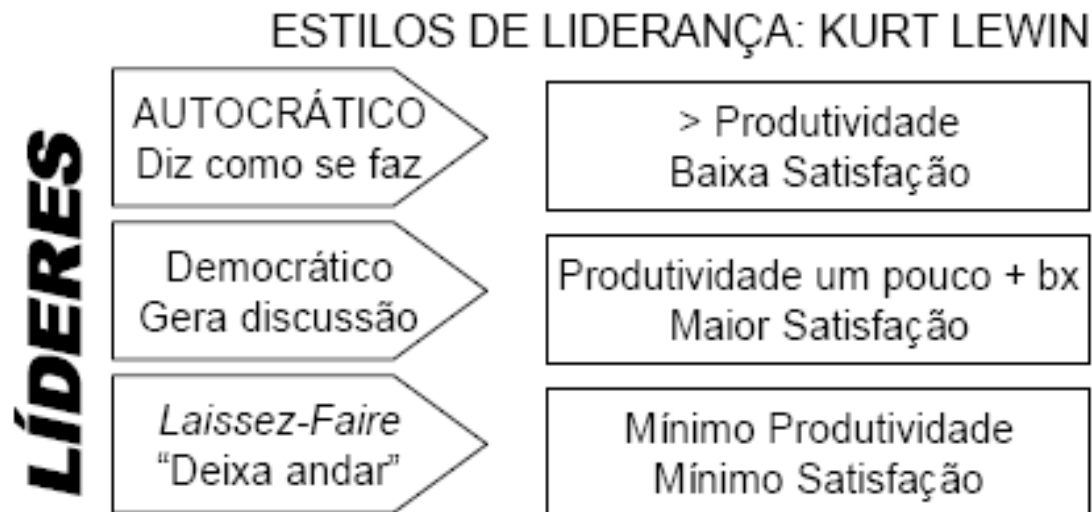 ESTILOS DE LIDERANÇA: KURT LEWIN
LÍDERES
AUTOCRÁTICO
Diz como se faz
> Produtividade
Baixa Satisfação
Democrático
Gera discussão
Produtividade um pouco + bx
Maior Satisfação
Laissez-Faire
“Deixa andar”
Mínimo Produtividade
Mínimo Satisfação